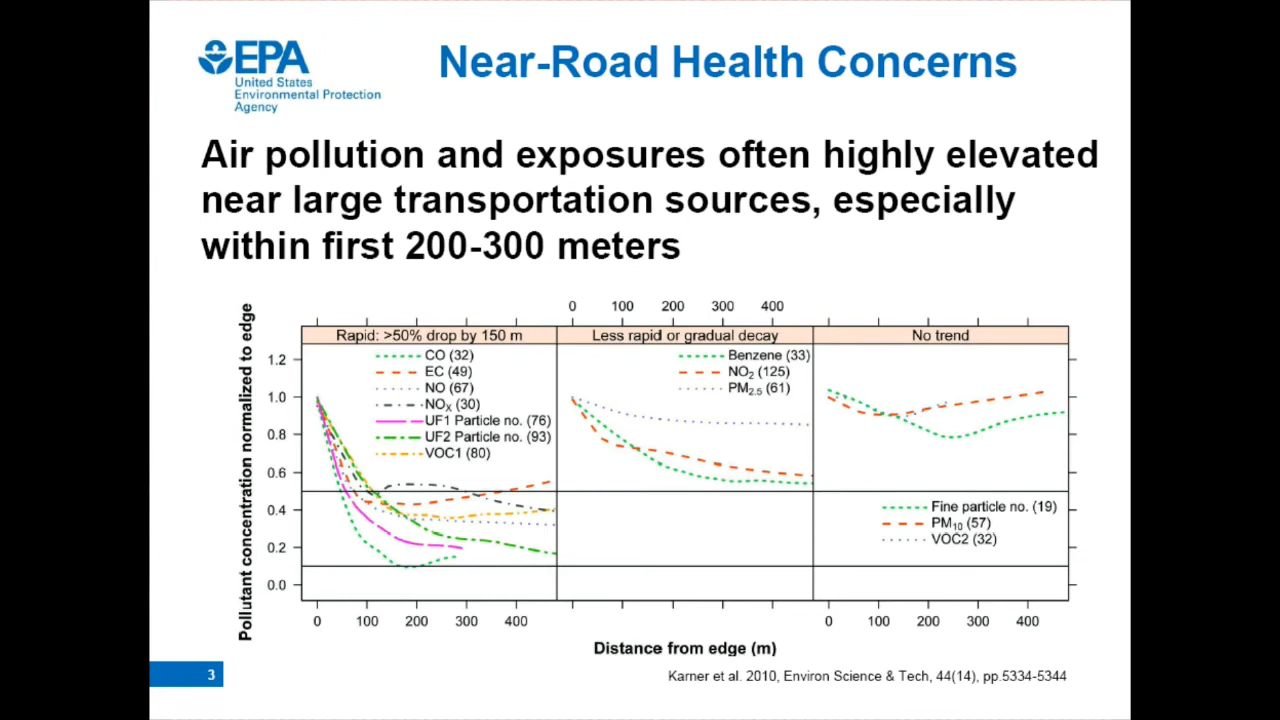 EPA
United States
Environmental Protection
Agency
Near-Road Health Concerns
Air pollution and exposures often highly elevated
near large transportation sources, especially
within first 200-300 meters
Pollutant concentration normalized to edge
0 100 200 300 400
Rapid: >50% drop by 150 m
Less rapid or gradual decay
No trend
1.2
1.0
0.8
0.6
0.4
0.2
0.0
CO (32)
EC (49)
NO (67)
NOX (30)
UF1 Particle no. (76)
UF2 Particle no. (93)
VOC1 (80)
Benzene (33)
NO2 (125)
PM2.5 (61)
Fine particle no. (19)
PM10 (57)
VOC2 (32)
0 100 200 300 400
0 100 200 300 400
Distance from edge (m)
3
Karner et al. 2010, Environ Science & Tech, 44(14), pp.5334-5344